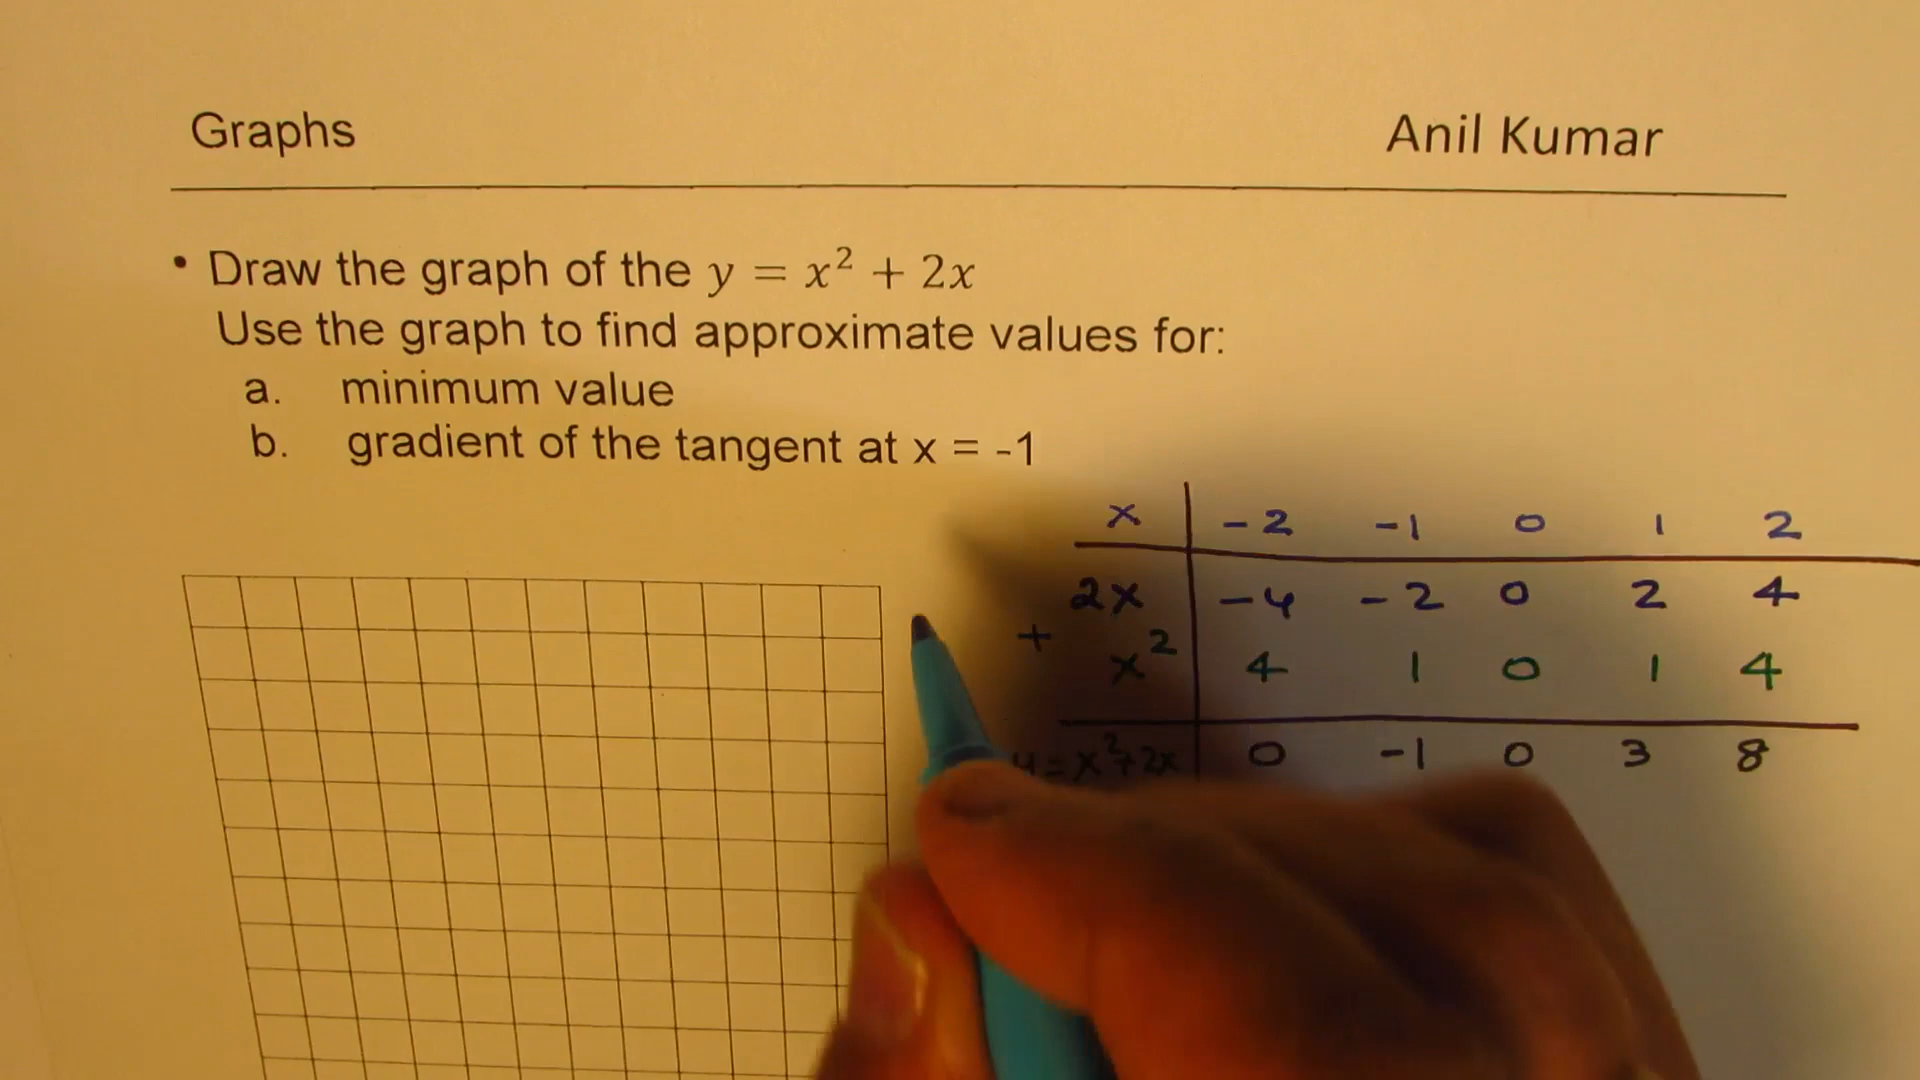 Graphs Anil Kumar
• Draw the graph of the y = x² + 2x
Use the graph to find approximate values for:
a. minimum value
b. gradient of the tangent at x = -1
x -2 -1 0 1 2
2x -4 -2 0 2 4
+
x² 4 1 0 1 4
y=x²+2x 0 -1 0 3 8